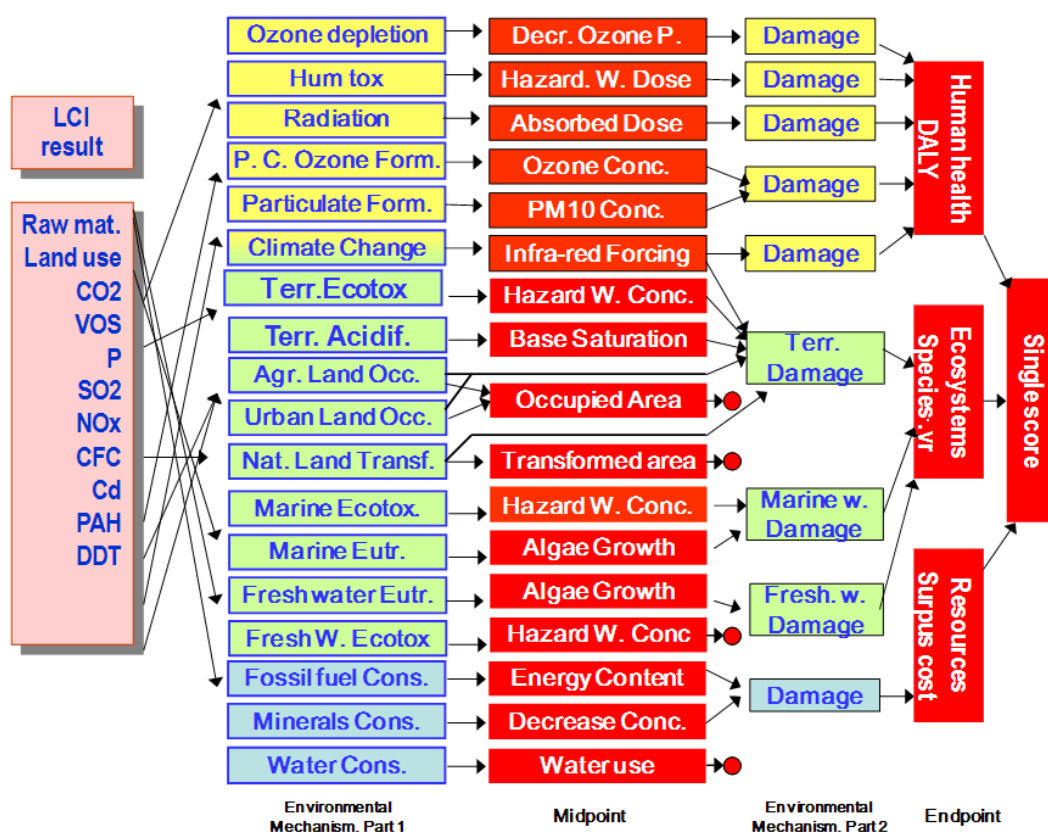 LCI
result
Raw mat.
Land use
CO2
VOS
P
SO2
NOx
CFC
Cd
PAH
DDT
Ozone depletion
Hum tox
Radiation
P. C. Ozone Form.
Particulate Form.
Climate Change
Terr.Ecotox
Terr. Acidif.
Agr. Land Occ.
Urban Land Occ.
Nat. Land Transf.
Marine Ecotox.
Marine Eutr.
Freshwater Eutr.
Fresh W. Ecotox
Fossil fuel Cons.
Minerals Cons.
Water Cons.
Environmental
Mechanism. Part 1
Decr. Ozone P.
Hazard. W. Dose
Absorbed Dose
Ozone Conc.
PM10 Conc.
Infra-red Forcing
Hazard W. Conc.
Base Saturation
Occupied Area
Transformed area
Hazard W. Conc.
Algae Growth
Algae Growth
Hazard W. Conc
Energy Content
Decrease Conc.
Water use
Midpoint
Damage
Damage
Damage
Damage
Damage
Terr.
Damage
Marine w.
Damage
Fresh. w.
Damage
Damage
Environmental
Mechanism. Part 2
Human health
DALY
Ecosystems
Species.yr
Resources
Surpus cost
Endpoint
Single score